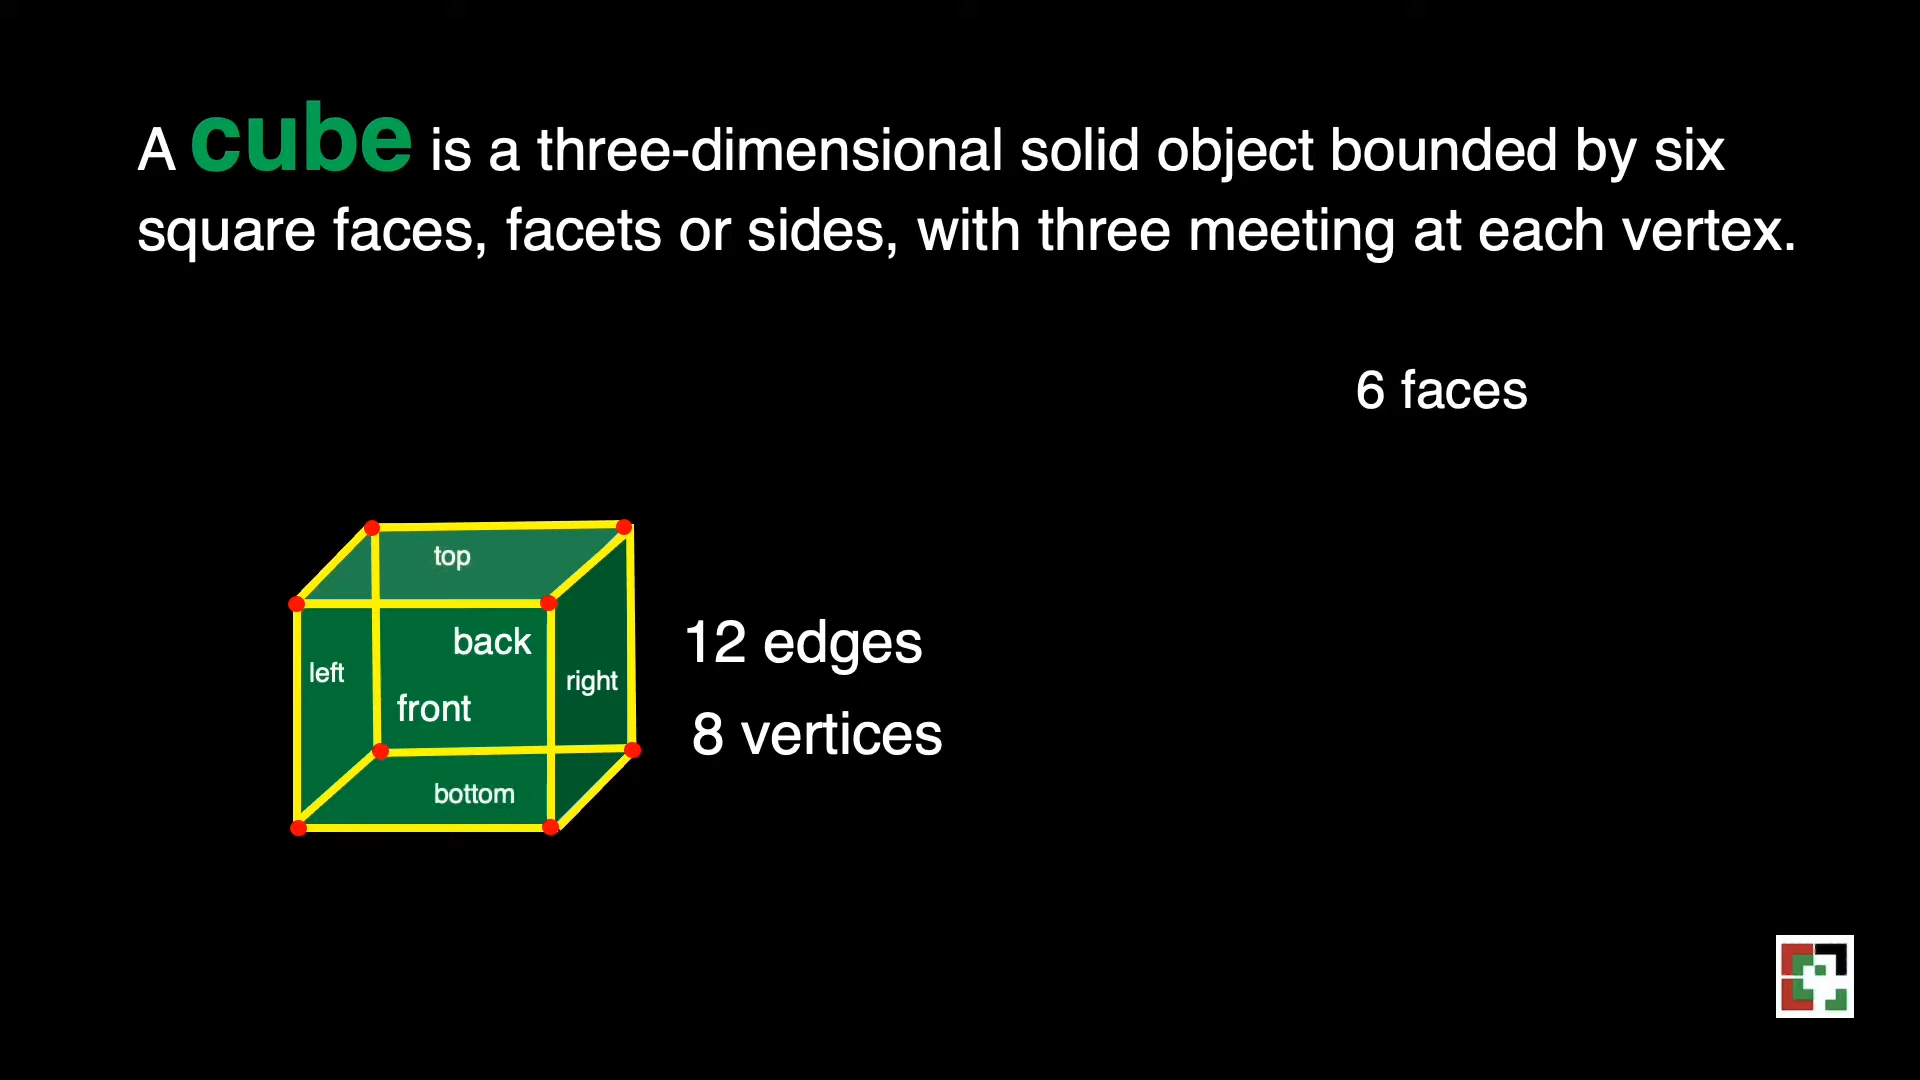 A cube is a three-dimensional solid object bounded by six
square faces, facets or sides, with three meeting at each vertex.
6 faces
top
back
left
right
front
bottom
12 edges
8 vertices